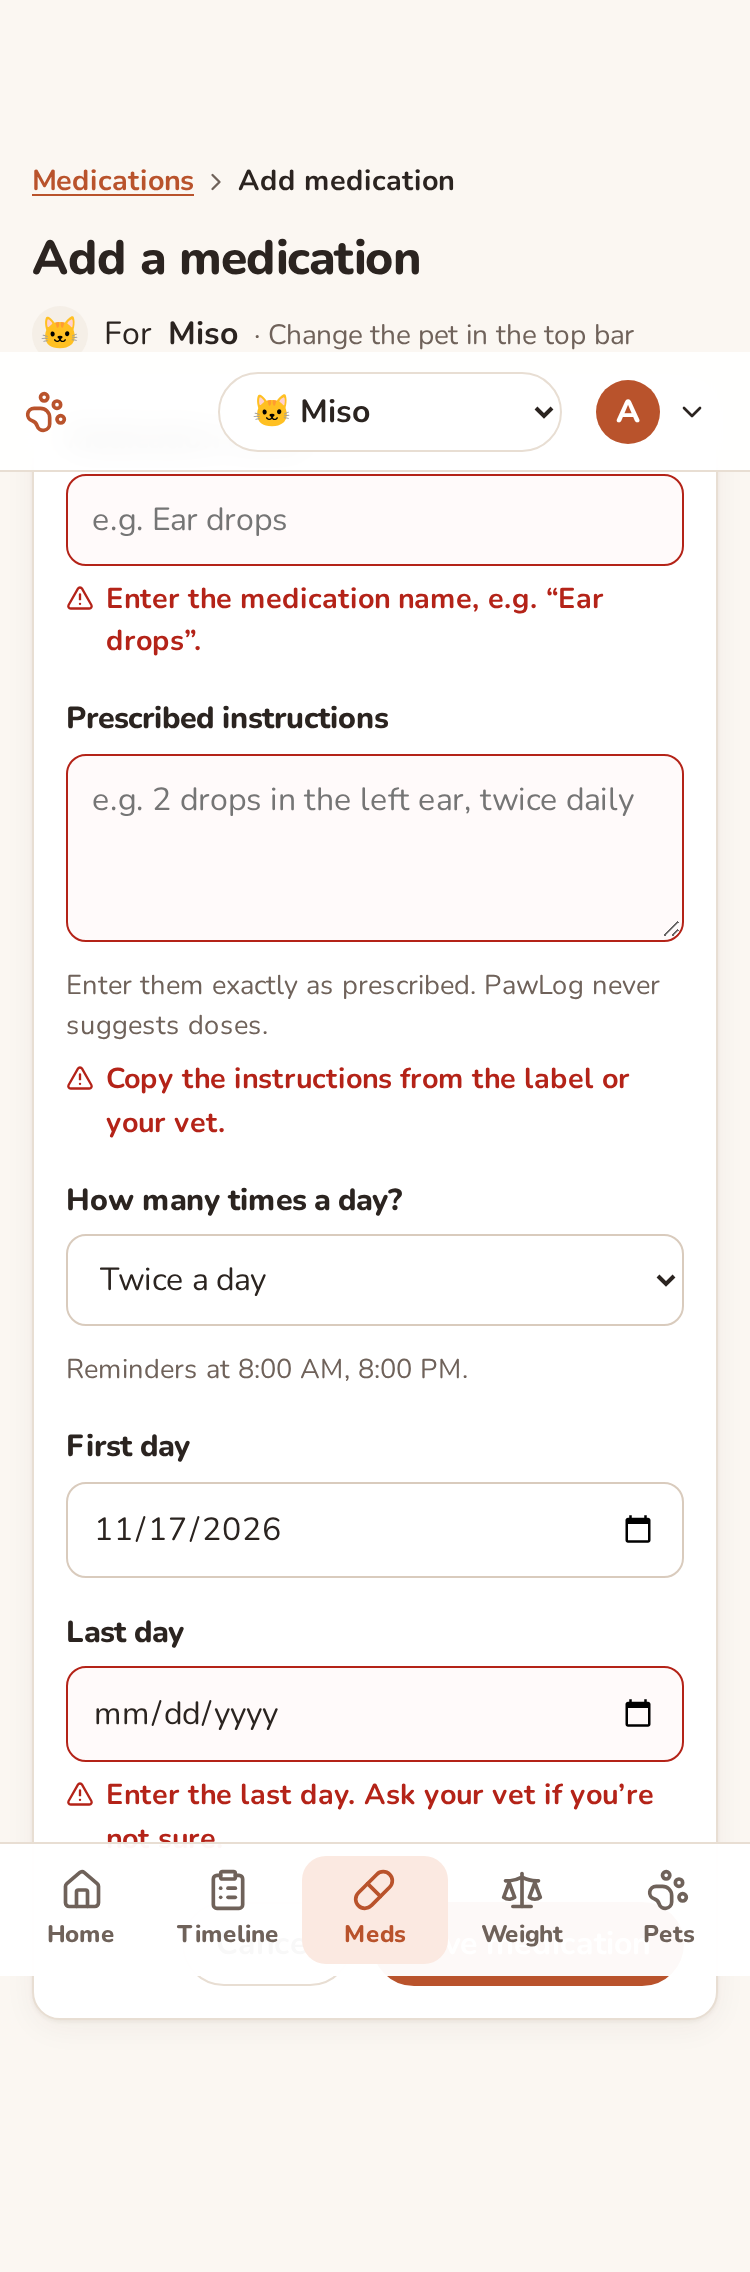 Medications > Add medication
Add a medication
For Miso · Change the pet in the top bar
Miso
A
e.g. Ear drops
Enter the medication name, e.g. “Ear
drops”.
Prescribed instructions
e.g. 2 drops in the left ear, twice daily
Enter them exactly as prescribed. PawLog never
suggests doses.
Copy the instructions from the label or
your vet.
How many times a day?
Twice a day
Reminders at 8:00 AM, 8:00 PM.
First day
11/17/2026
Last day
mm/dd/yyyy
Enter the last day. Ask your vet if you’re
not sure
Home
Timeline
Meds
Weight
Pets